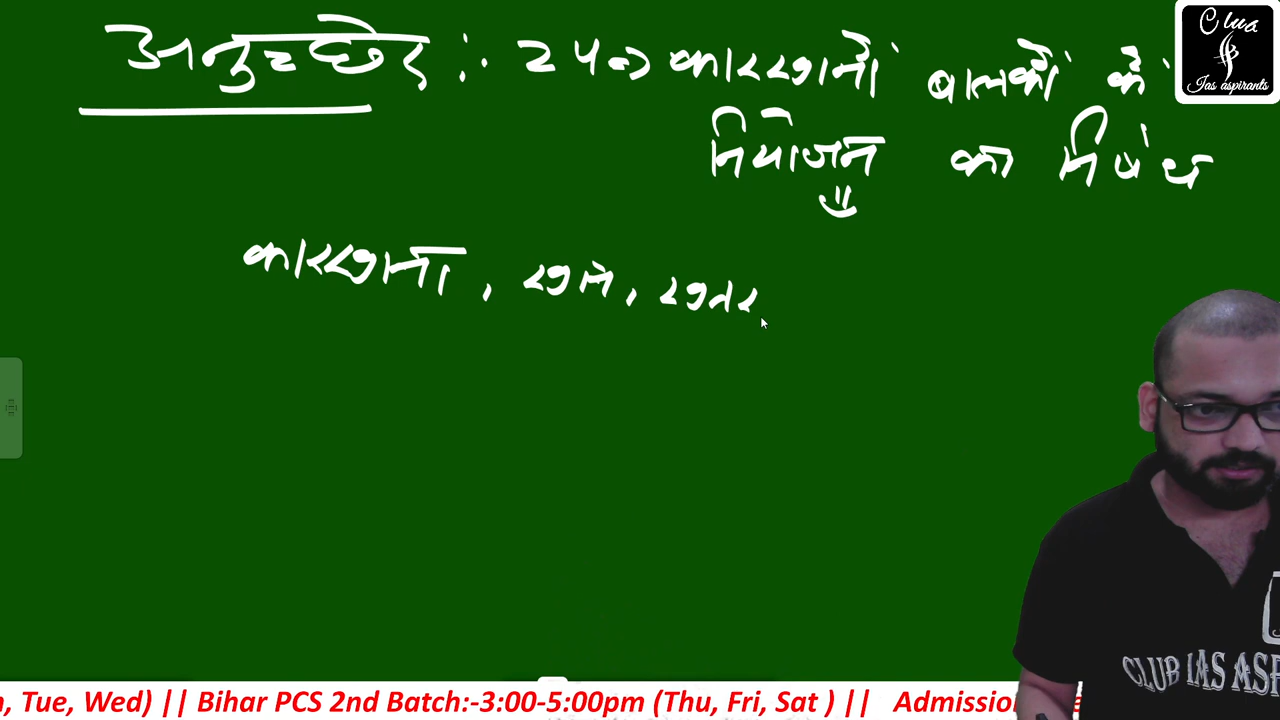 अनुच्छेद :- 24 → कारखानों बालकों के
नियोजन का निषेध
कारखाना, खान, खतर
Club
Ias aspirants
CLUB IAS ASP
, Tue, Wed) || Bihar PCS 2nd Batch:-3:00-5:00pm (Thu, Fri, Sat ) || Admission